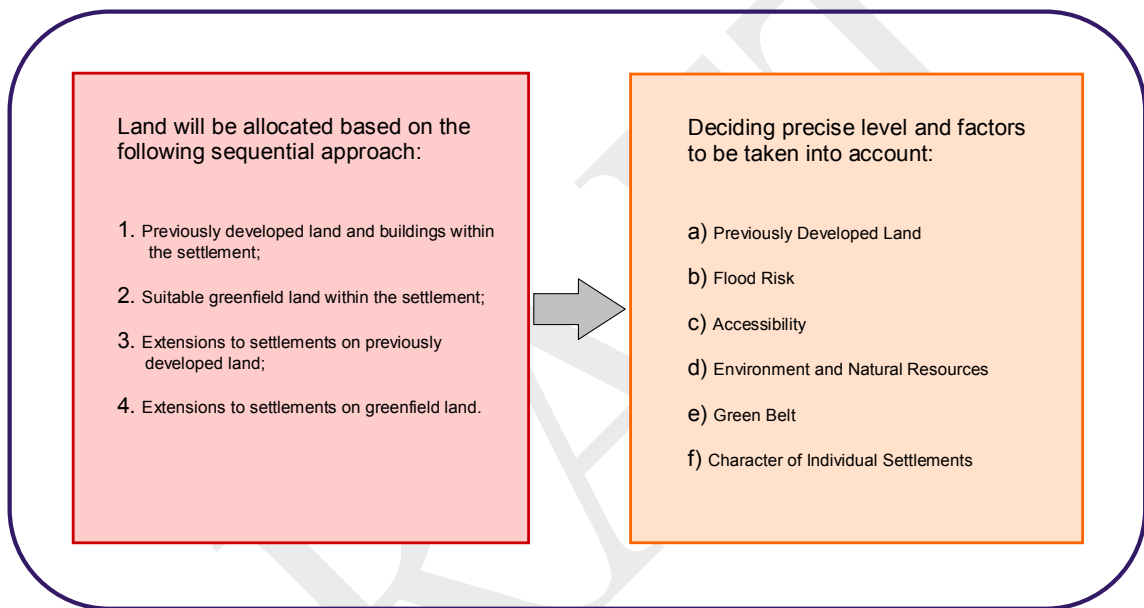 Land will be allocated based on the
following sequential approach:
1. Previously developed land and buildings within
the settlement;
2. Suitable greenfield land within the settlement;
3. Extensions to settlements on previously
developed land;
4. Extensions to settlements on greenfield land.
Deciding precise level and factors
to be taken into account:
a) Previously Developed Land
b) Flood Risk
c) Accessibility
d) Environment and Natural Resources
e) Green Belt
f) Character of Individual Settlements